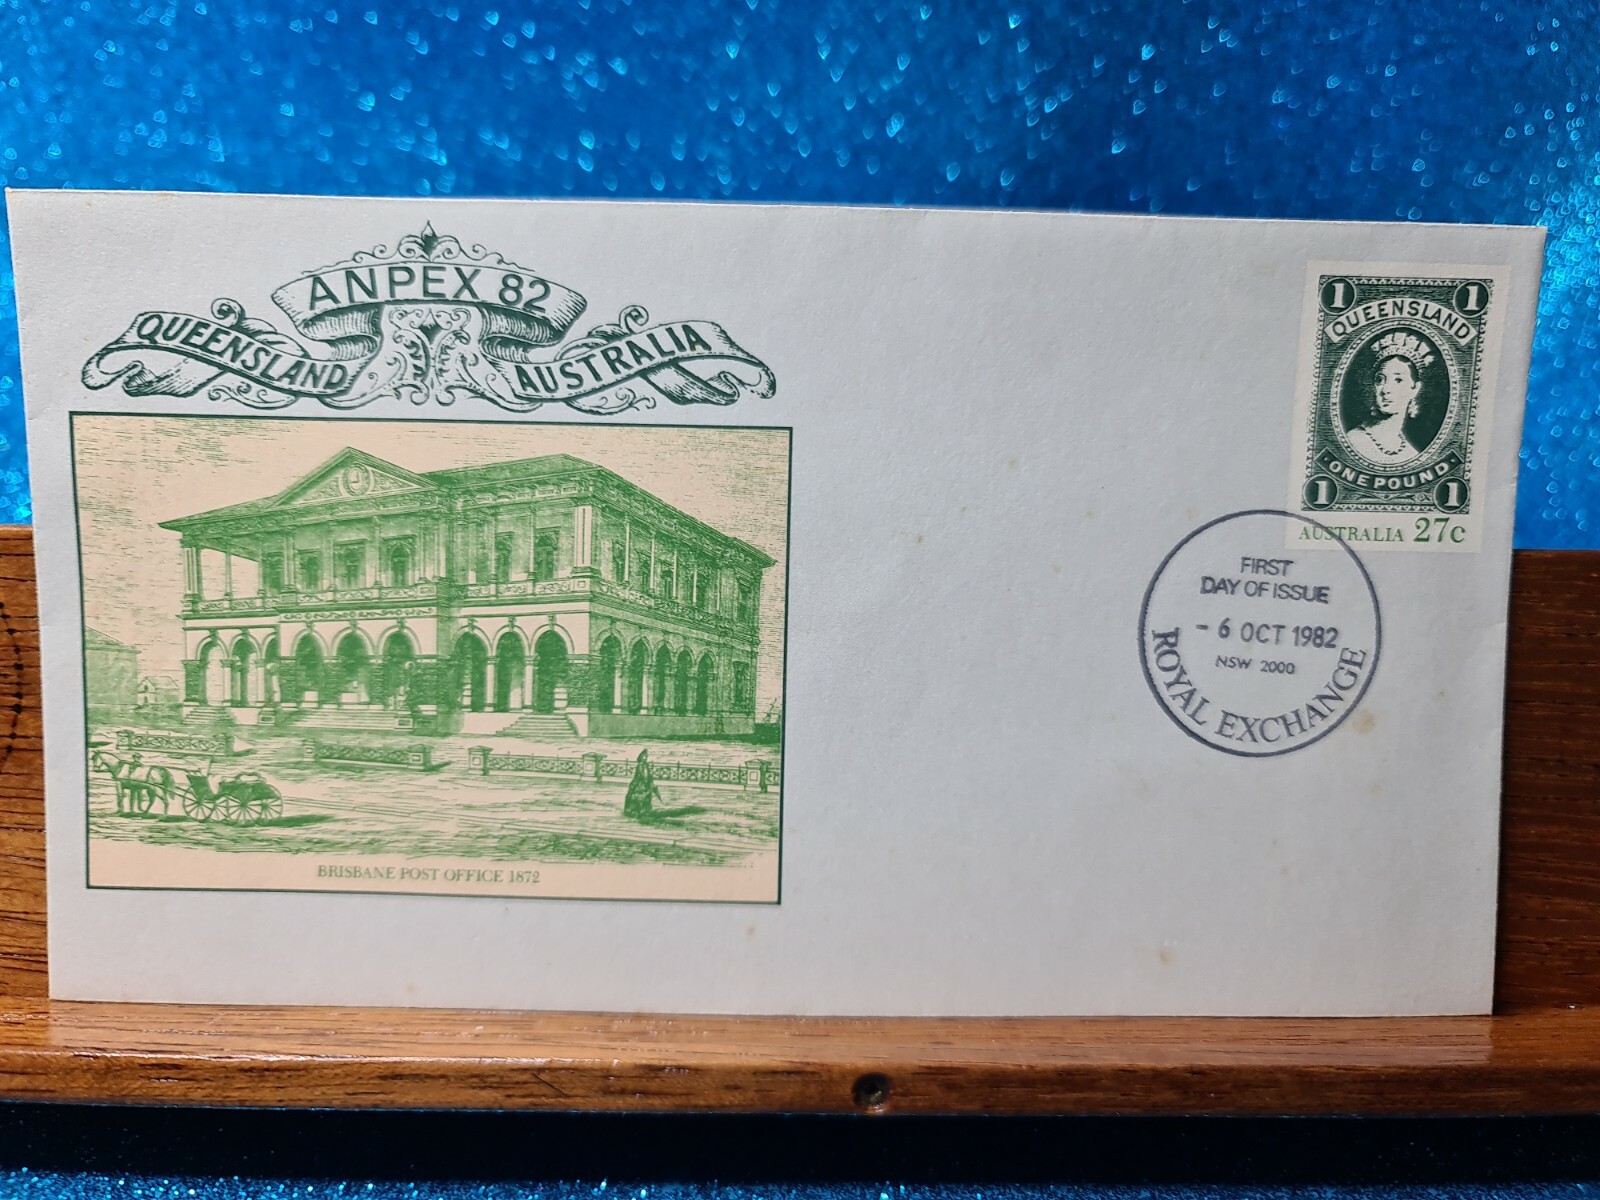 ANPEX 82
QUEENSLAND AUSTRALIA
BRISBANE POST OFFICE 1872
1 1
QUEENSLAND
·ONE POUND·
1 1
AUSTRALIA 27c
FIRST
DAY OF ISSUE
- 6 OCT 1982
NSW 2000
ROYAL EXCHANGE